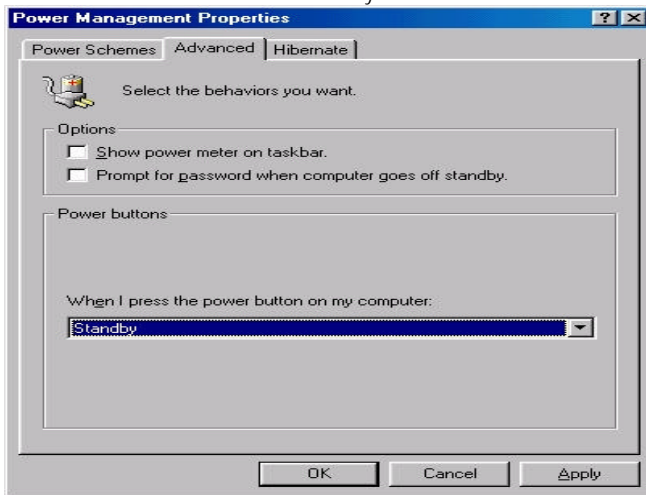 Power Management Properties
Power Schemes Advanced Hibernate
Select the behaviors you want.
Options
Show power meter on taskbar.
Prompt for password when computer goes off standby.
Power buttons
When I press the power button on my computer:
Standby
OK Cancel Apply